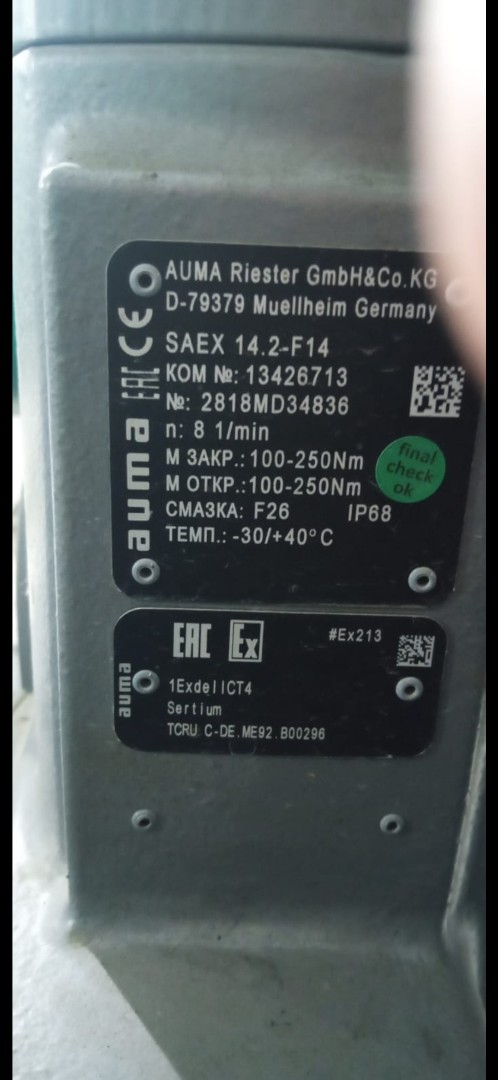 AUMA Riester GmbH&Co.KG
D-79379 Muellheim Germany
SAEX 14.2-F14
КОМ №: 13426713
№: 2818MD34836
n: 8 1/min
М ЗАКР.:100-250Nm
М ОТКР.:100-250Nm
СМАЗКА: F26 IP68
ТЕМП.: -30/+40°C
CE
EAC
auma
final
check
ok
EAC Ex
#Ex213
auma
1ExdeIICT4
Sertium
TCRU C-DE.ME92.B00296